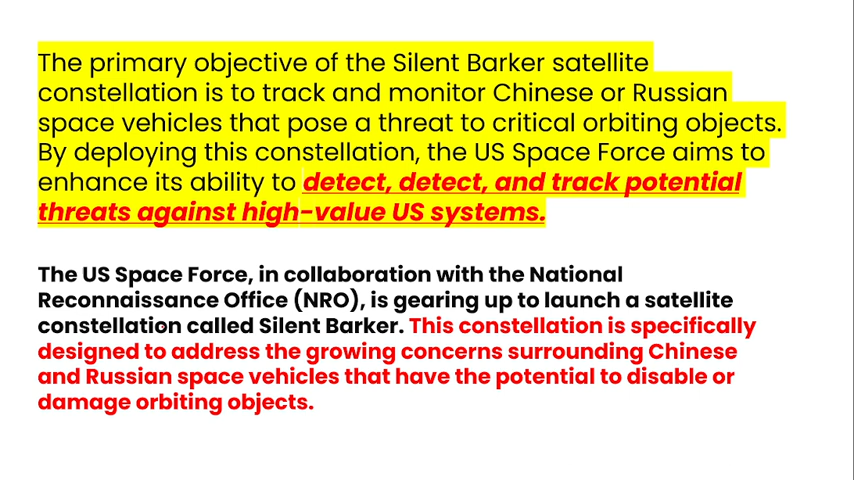 The primary objective of the Silent Barker satellite
constellation is to track and monitor Chinese or Russian
space vehicles that pose a threat to critical orbiting objects.
By deploying this constellation, the US Space Force aims to
enhance its ability to detect, detect, and track potential
threats against high-value US systems.
The US Space Force, in collaboration with the National
Reconnaissance Office (NRO), is gearing up to launch a satellite
constellation called Silent Barker. This constellation is specifically
designed to address the growing concerns surrounding Chinese
and Russian space vehicles that have the potential to disable or
damage orbiting objects.